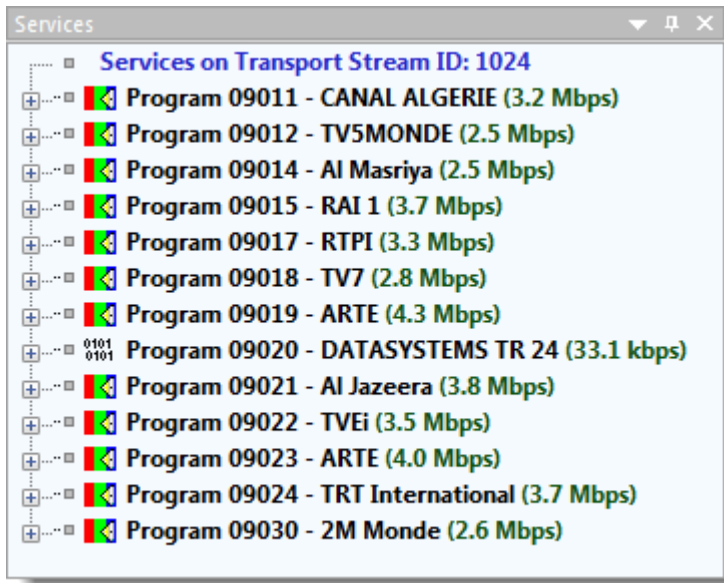 Services
Services on Transport Stream ID: 1024
Program 09011 - CANAL ALGERIE (3.2 Mbps)
Program 09012 - TV5MONDE (2.5 Mbps)
Program 09014 - Al Masriya (2.5 Mbps)
Program 09015 - RAI 1 (3.7 Mbps)
Program 09017 - RTPI (3.3 Mbps)
Program 09018 - TV7 (2.8 Mbps)
Program 09019 - ARTE (4.3 Mbps)
0101
0101 Program 09020 - DATASYSTEMS TR 24 (33.1 kbps)
Program 09021 - Al Jazeera (3.8 Mbps)
Program 09022 - TVEi (3.5 Mbps)
Program 09023 - ARTE (4.0 Mbps)
Program 09024 - TRT International (3.7 Mbps)
Program 09030 - 2M Monde (2.6 Mbps)